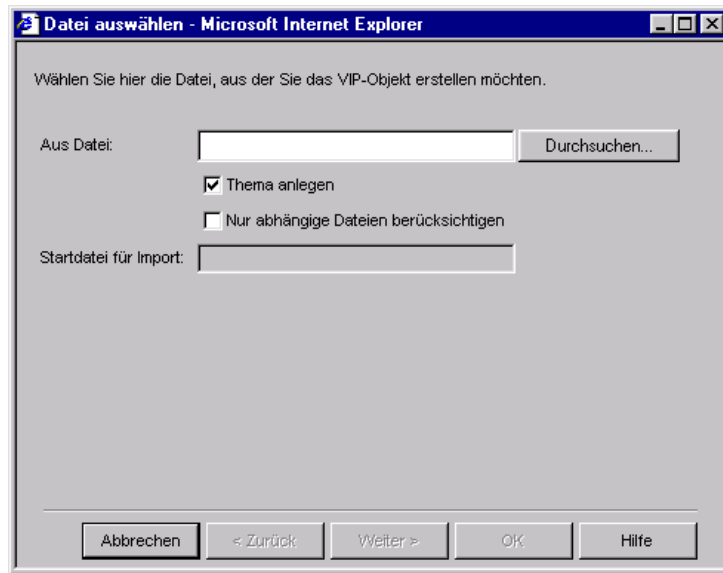 Datei auswählen - Microsoft Internet Explorer
Wählen Sie hier die Datei, aus der Sie das VIP-Objekt erstellen möchten.
Aus Datei:
Durchsuchen...
Thema anlegen
Nur abhängige Dateien berücksichtigen
Startdatei für Import:
Abbrechen
< Zurück
Weiter >
OK
Hilfe